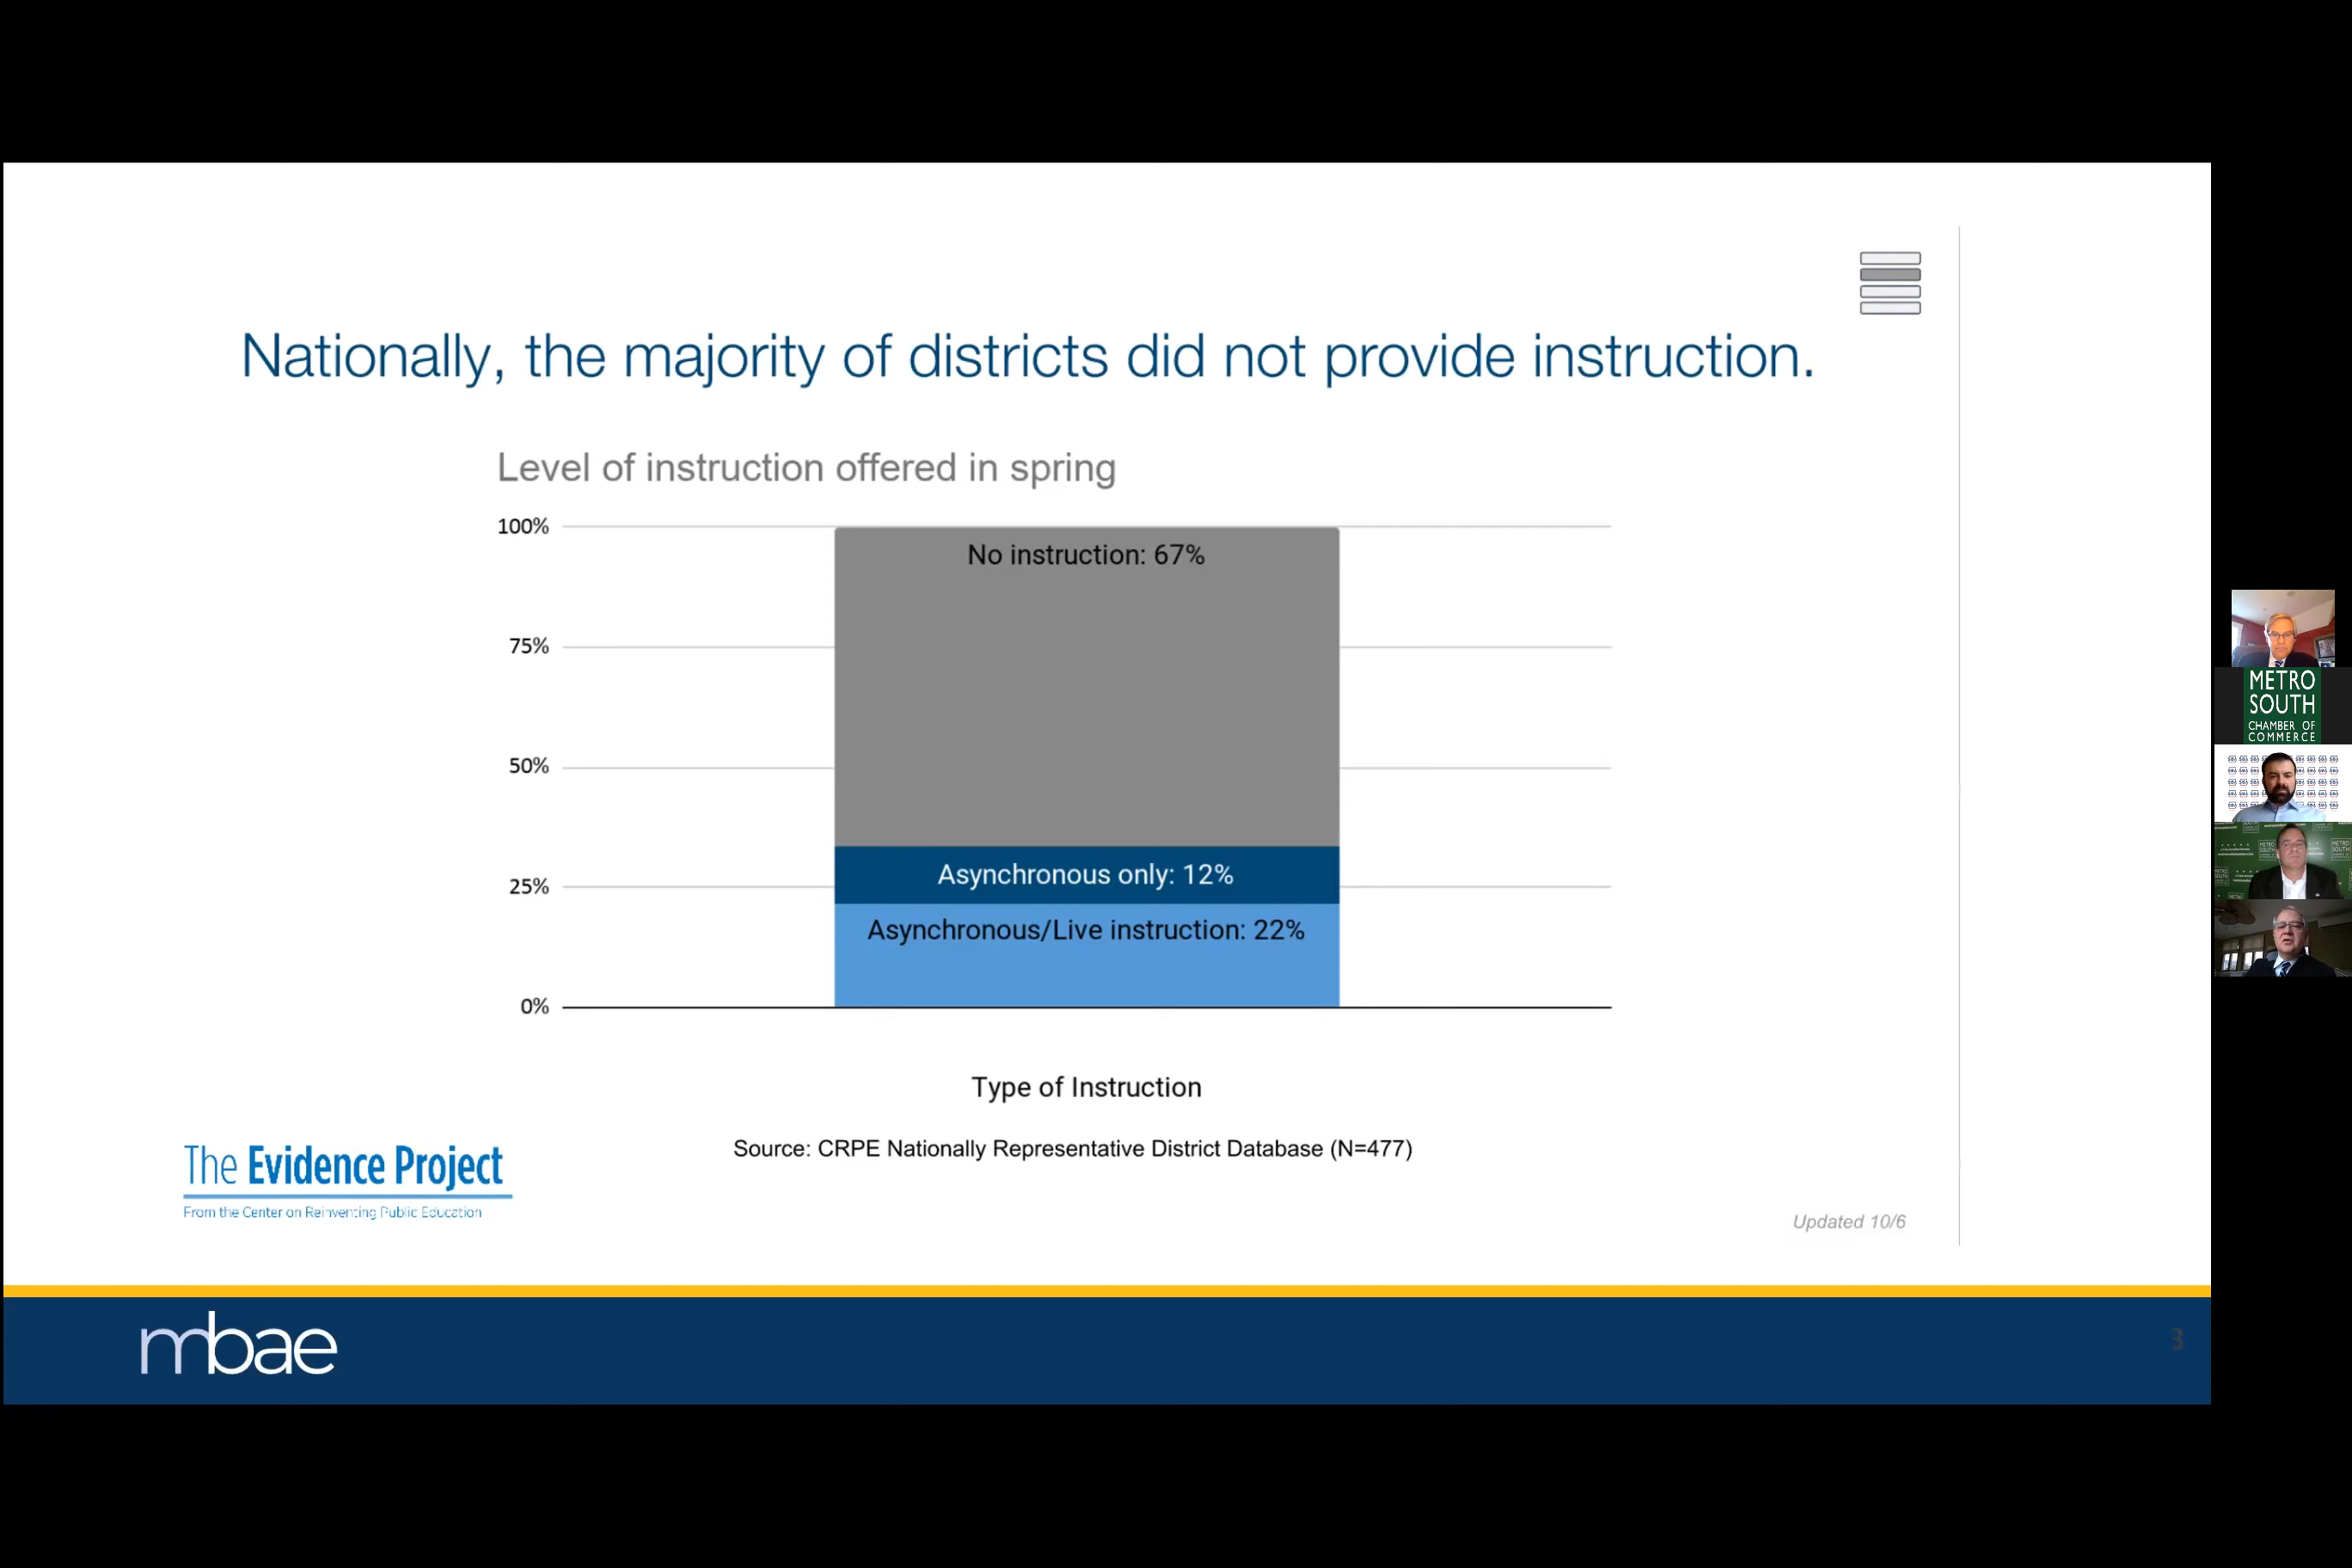 Nationally, the majority of districts did not provide instruction.
Level of instruction offered in spring
100%
No instruction: 67%
75%
50%
Asynchronous only: 12%
25%
Asynchronous/Live instruction: 22%
0%
Type of Instruction
Source: CRPE Nationally Representative District Database (N=477)
The Evidence Project
From the Center on Reinventing Public Education
Updated 10/6
mbae
3
METRO
SOUTH
CHAMBER OF
COMMERCE